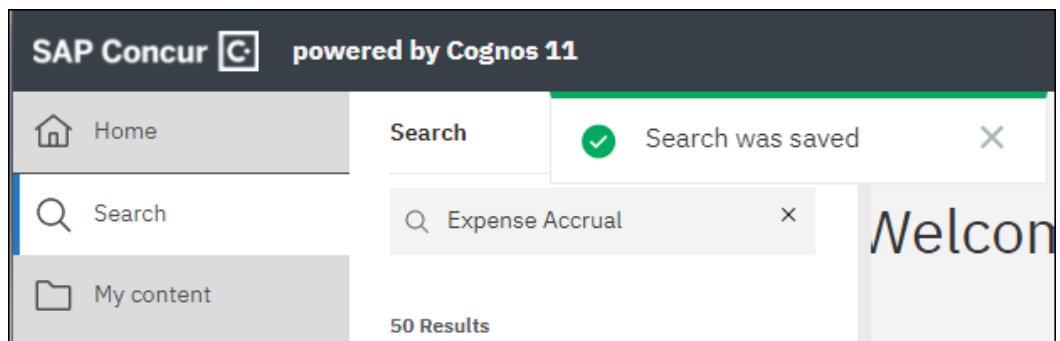 SAP Concur C. powered by Cognos 11
Home
Search
My content
Search
Search was saved
Expense Accrual
50 Results